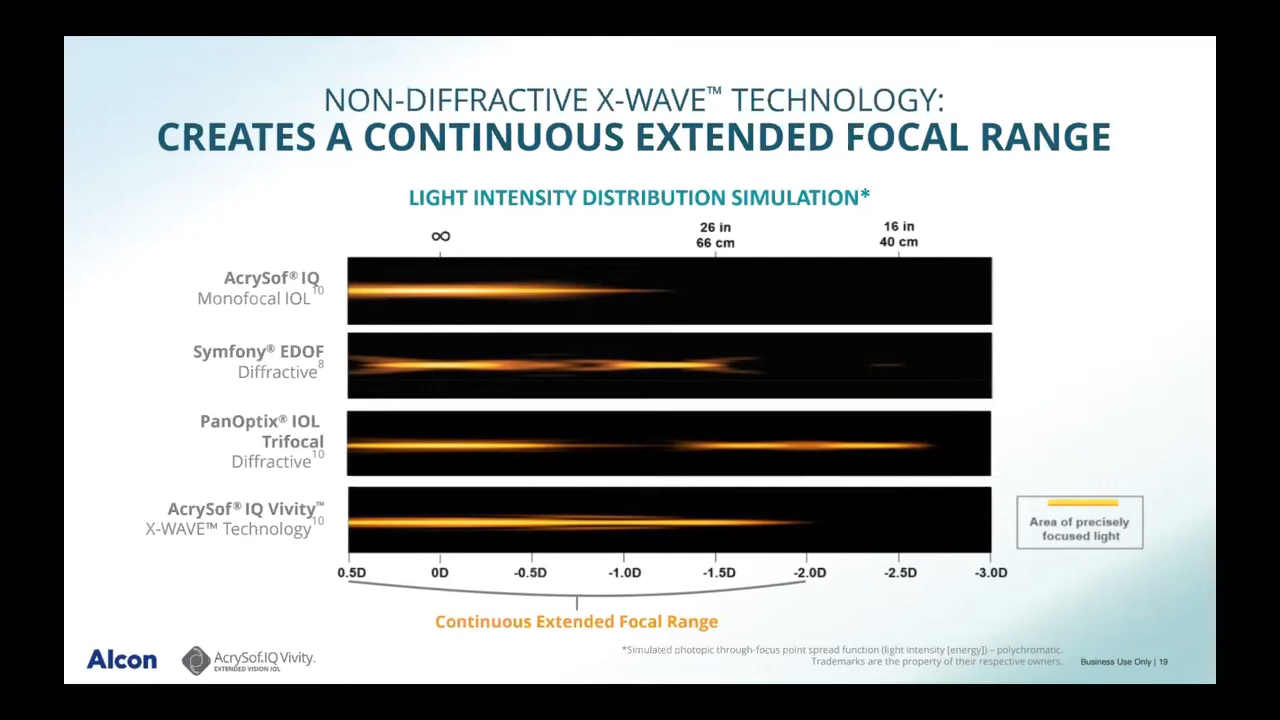 NON-DIFFRACTIVE X-WAVE™ TECHNOLOGY:
CREATES A CONTINUOUS EXTENDED FOCAL RANGE
LIGHT INTENSITY DISTRIBUTION SIMULATION*
∞
26 in
66 cm
16 in
40 cm
AcrySof® IQ
Monofocal IOL10
Symfony® EDOF
Diffractive8
PanOptix® IOL
Trifocal
Diffractive10
AcrySof® IQ Vivity™
X-WAVE™ Technology10
Area of precisely
focused light
0.5D 0D -0.5D -1.0D -1.5D -2.0D -2.5D -3.0D
Continuous Extended Focal Range
Alcon
AcrySof® IQ Vivity™
EXTENDED VISION IOL
*Simulated photopic through-focus point spread function (light intensity [energy]) – polychromatic.
Trademarks are the property of their respective owners.
Business Use Only | 19